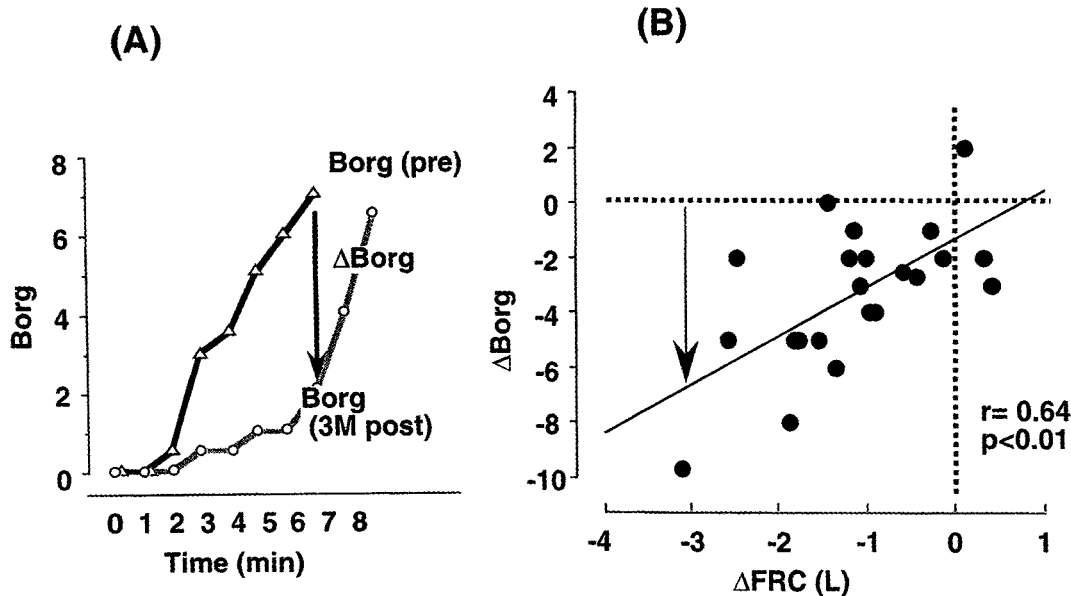 (A)
8
6
4
2
0
Borg
Borg (pre)
ΔBorg
Borg
(3M post)
0 1 2 3 4 5 6 7 8
Time (min)
(B)
4
2
0
-2
-4
-6
-8
-10
ΔBorg
r= 0.64
p<0.01
-4 -3 -2 -1 0 1
ΔFRC (L)